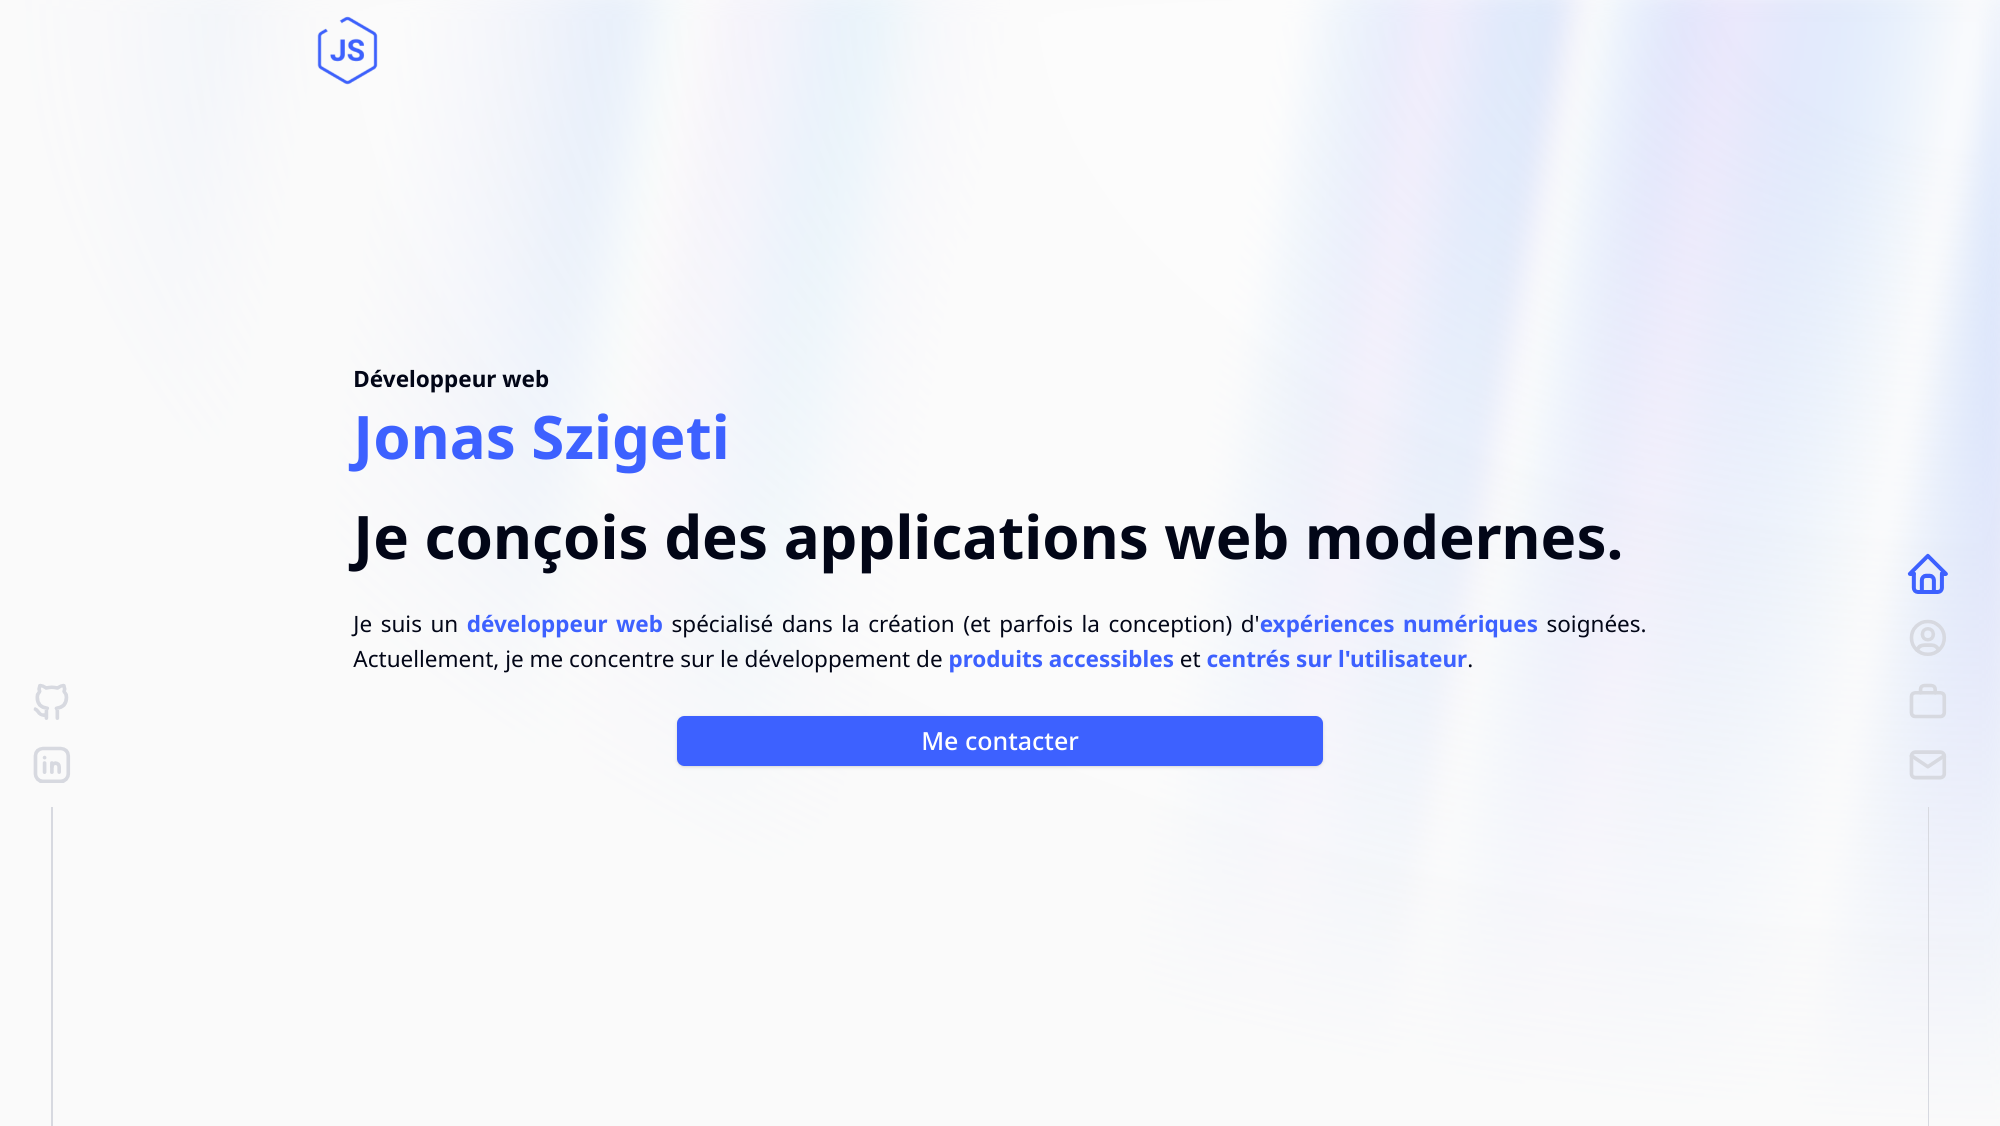 JS
Développeur web
Jonas Szigeti
Je conçois des applications web modernes.
Je suis un développeur web spécialisé dans la création (et parfois la conception) d'expériences numériques soignées.
Actuellement, je me concentre sur le développement de produits accessibles et centrés sur l'utilisateur.
in
Me contacter